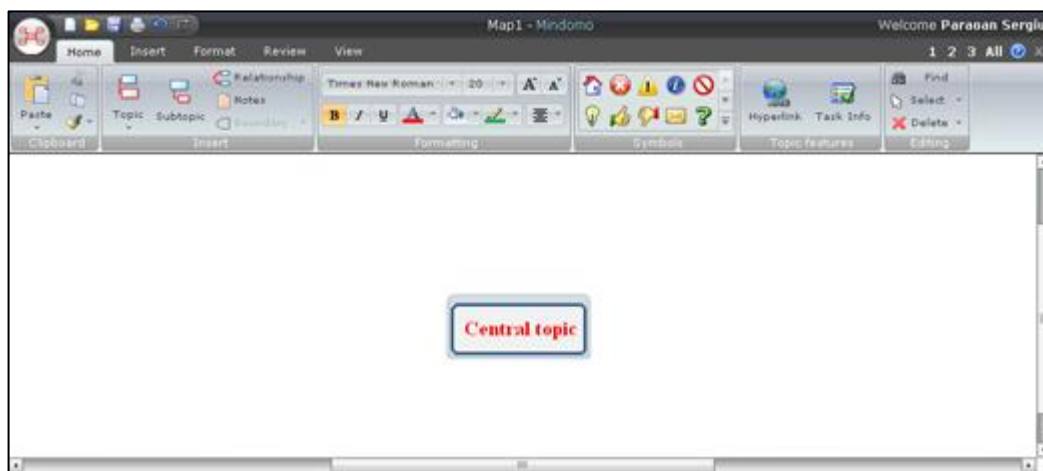 Map1 - Mindomo
Welcome Paraoan Sergiu
Home Insert Format Review View
1 2 3 All
Paste
Topic Subtopic
Relationship
Notes
Boundary
Times New Roman 20
B I U A
Hyperlink Task Info
Find
Select
Delete
Clipboard Insert Formatting Symbols Topic features Editing
Central topic